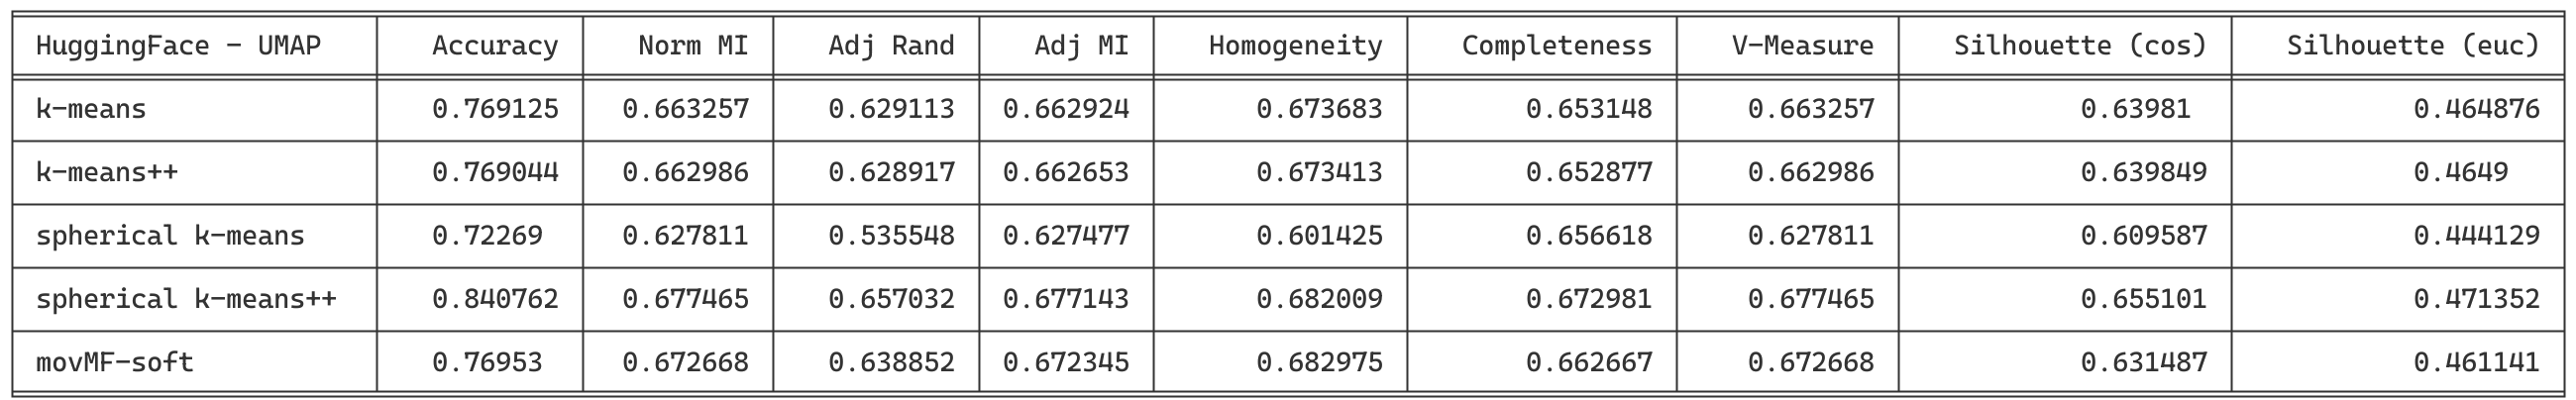 HuggingFace - UMAP Accuracy Norm MI Adj Rand Adj MI Homogeneity Completeness V-Measure Silhouette (cos) Silhouette (euc)
k-means 0.769125 0.663257 0.629113 0.662924 0.673683 0.653148 0.663257 0.63981 0.464876
k-means++ 0.769044 0.662986 0.628917 0.662653 0.673413 0.652877 0.662986 0.639849 0.4649
spherical k-means 0.72269 0.627811 0.535548 0.627477 0.601425 0.656618 0.627811 0.609587 0.444129
spherical k-means++ 0.840762 0.677465 0.657032 0.677143 0.682009 0.672981 0.677465 0.655101 0.471352
movMF-soft 0.76953 0.672668 0.638852 0.672345 0.682975 0.662667 0.672668 0.631487 0.461141